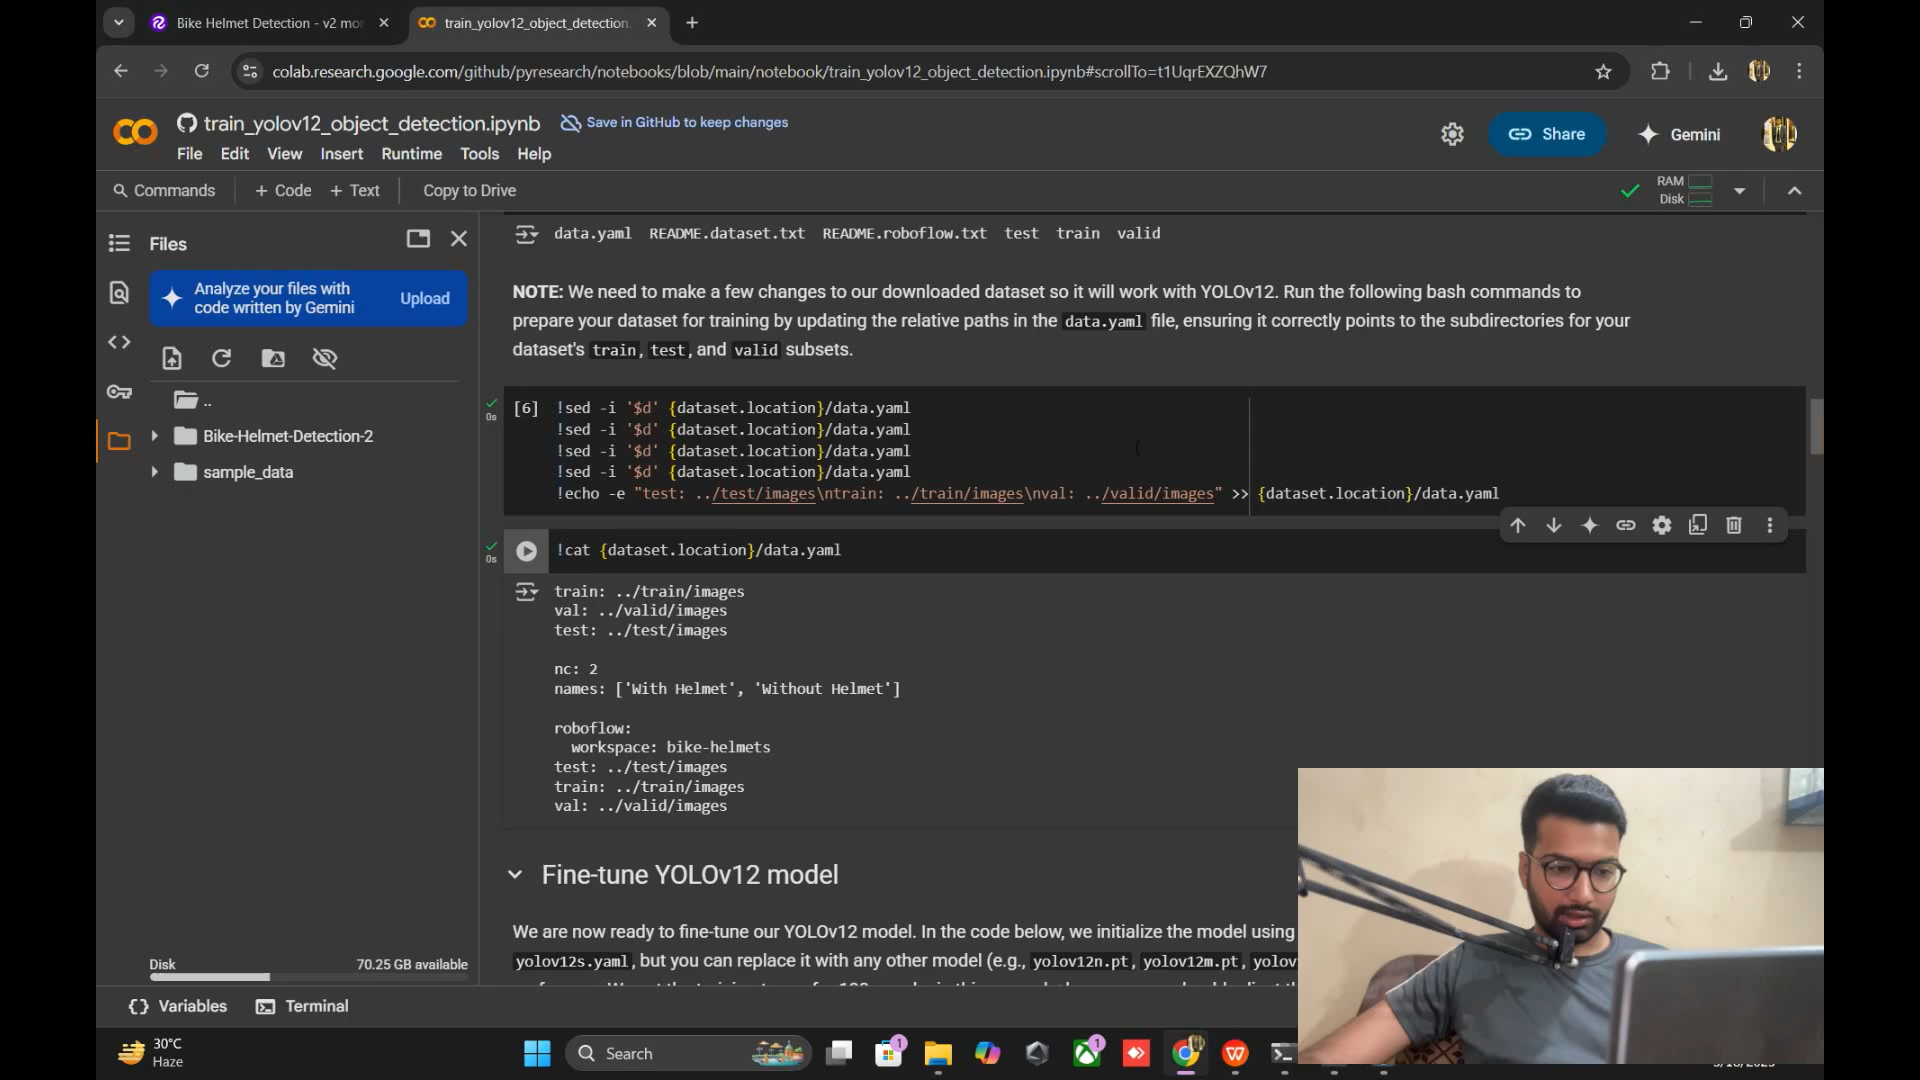 Bike Helmet Detection - v2 mo
train_yolov12_object_detection.
colab.research.google.com/github/pyresearch/notebooks/blob/main/notebook/train_yolov12_object_detection.ipynb#scrollTo=t1UqrEXZQhW7
train_yolov12_object_detection.ipynb
Save in GitHub to keep changes
Share
Gemini
File Edit View Insert Runtime Tools Help
Commands + Code + Text Copy to Drive
RAM
Disk
Files
Analyze your files with
code written by Gemini
Upload
..
Bike-Helmet-Detection-2
sample_data
Disk 70.25 GB available
data.yaml README.dataset.txt README.roboflow.txt test train valid
NOTE: We need to make a few changes to our downloaded dataset so it will work with YOLOv12. Run the following bash commands to
prepare your dataset for training by updating the relative paths in the data.yaml file, ensuring it correctly points to the subdirectories for your
dataset's train, test, and valid subsets.
0s
[6] !sed -i '$d' {dataset.location}/data.yaml
!sed -i '$d' {dataset.location}/data.yaml
!sed -i '$d' {dataset.location}/data.yaml
!sed -i '$d' {dataset.location}/data.yaml
!echo -e "test: ../test/images\ntrain: ../train/images\nval: ../valid/images" >> {dataset.location}/data.yaml
0s
!cat {dataset.location}/data.yaml
train: ../train/images
val: ../valid/images
test: ../test/images
nc: 2
names: ['With Helmet', 'Without Helmet']
roboflow:
workspace: bike-helmets
test: ../test/images
train: ../train/images
val: ../valid/images
Fine-tune YOLOv12 model
We are now ready to fine-tune our YOLOv12 model. In the code below, we initialize the model using
yolov12s.yaml, but you can replace it with any other model (e.g., yolov12n.pt, yolov12m.pt, yolov
Variables Terminal
30°C
Haze
Search
1
1